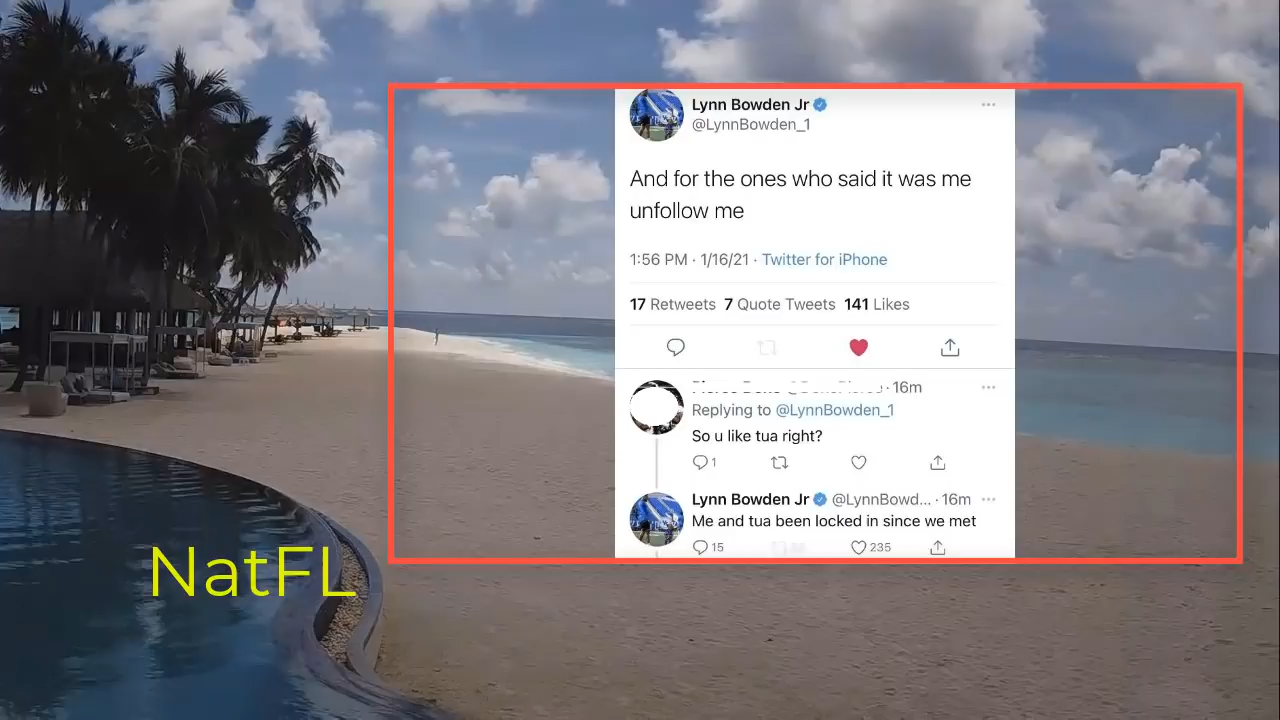 Lynn Bowden Jr
@LynnBowden_1
And for the ones who said it was me
unfollow me
1:56 PM · 1/16/21 · Twitter for iPhone
17 Retweets 7 Quote Tweets 141 Likes
· 16m
Replying to @LynnBowden_1
So u like tua right?
1
Lynn Bowden Jr @LynnBowd... · 16m
Me and tua been locked in since we met
15 235
NatFL